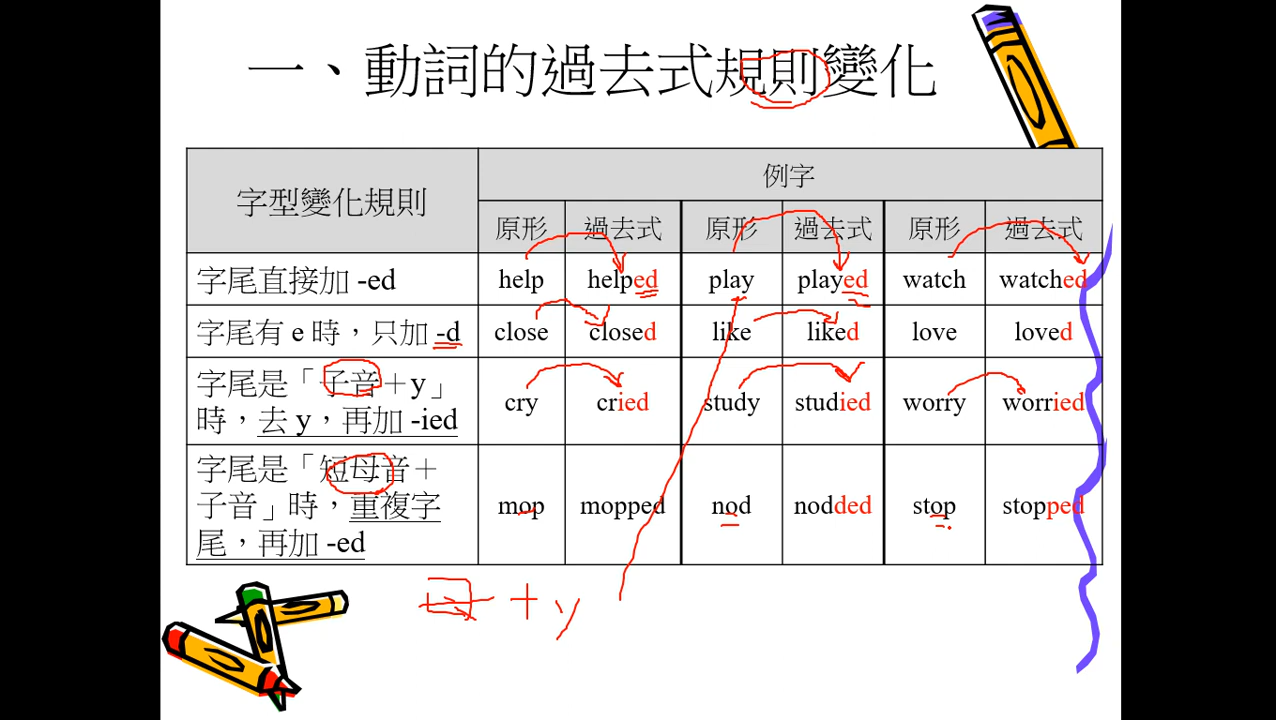 一、動詞的過去式規則變化
字型變化規則
例字
原形 過去式 原形 過去式 原形 過去式
字尾直接加 -ed help helped play played watch watched
字尾有 e 時，只加 -d close closed like liked love loved
字尾是「子音＋y」
時，去 y，再加 -ied
cry cried study studied worry worried
字尾是「短母音＋
子音」時，重複字
尾，再加 -ed
mop mopped nod nodded stop stopped
母 + y